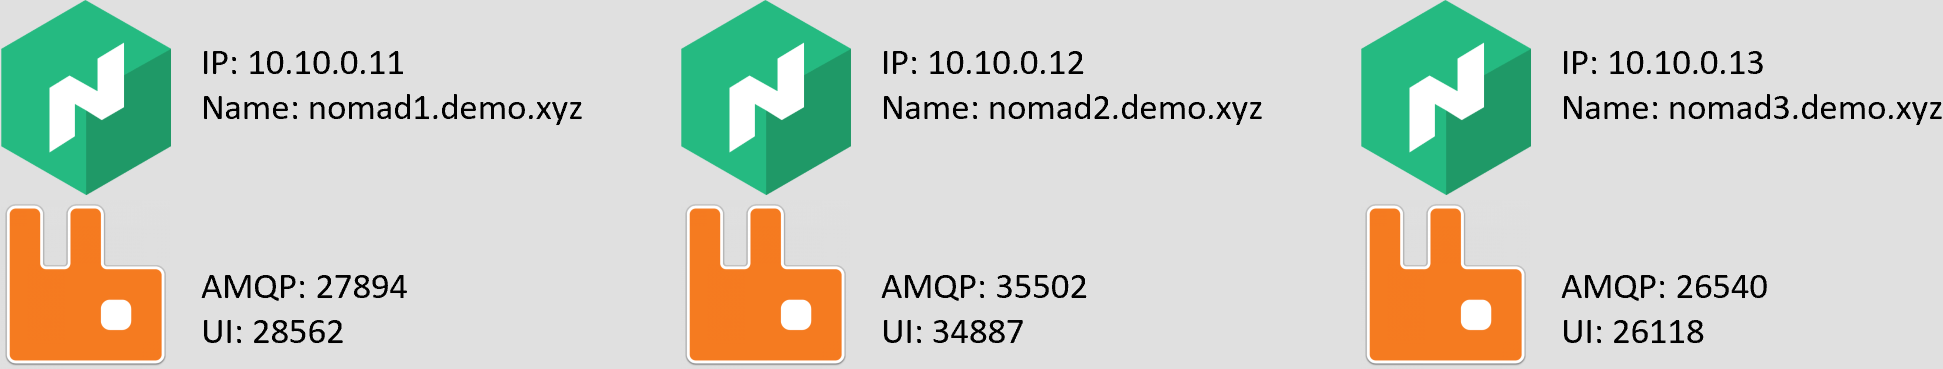 IP: 10.10.0.11
Name: nomad1.demo.xyz
AMQP: 27894
UI: 28562
IP: 10.10.0.12
Name: nomad2.demo.xyz
AMQP: 35502
UI: 34887
IP: 10.10.0.13
Name: nomad3.demo.xyz
AMQP: 26540
UI: 26118